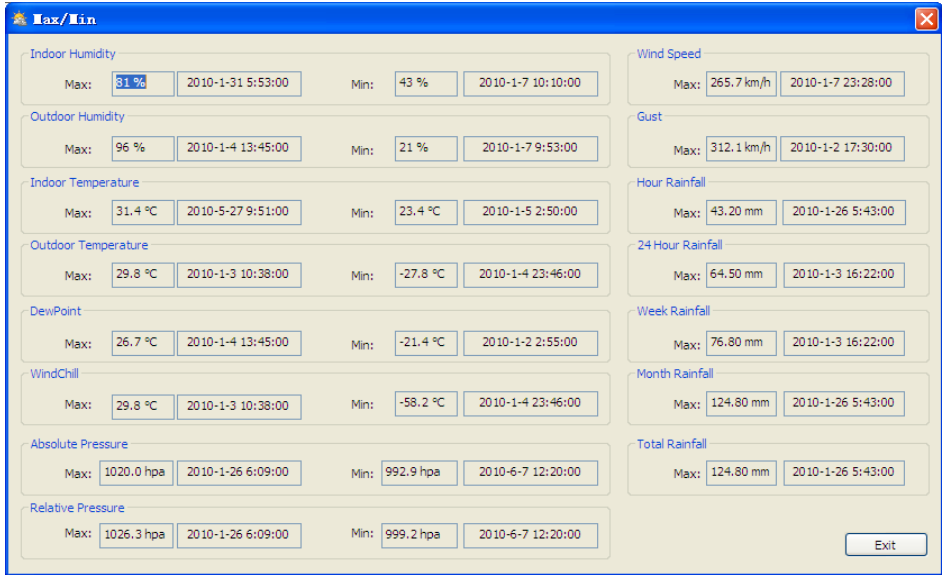 Max/Min
Indoor Humidity
Max: 81 % 2010-1-31 5:53:00 Min: 43 % 2010-1-7 10:10:00
Wind Speed
Max: 265.7 km/h 2010-1-7 23:28:00
Outdoor Humidity
Max: 96 % 2010-1-4 13:45:00 Min: 21 % 2010-1-7 9:53:00
Gust
Max: 312.1 km/h 2010-1-2 17:30:00
Indoor Temperature
Max: 31.4 ℃ 2010-5-27 9:51:00 Min: 23.4 ℃ 2010-1-5 2:50:00
Hour Rainfall
Max: 43.20 mm 2010-1-26 5:43:00
Outdoor Temperature
Max: 29.8 ℃ 2010-1-3 10:38:00 Min: -27.8 ℃ 2010-1-4 23:46:00
24 Hour Rainfall
Max: 64.50 mm 2010-1-3 16:22:00
DewPoint
Max: 26.7 ℃ 2010-1-4 13:45:00 Min: -21.4 ℃ 2010-1-2 2:55:00
Week Rainfall
Max: 76.80 mm 2010-1-3 16:22:00
WindChill
Max: 29.8 ℃ 2010-1-3 10:38:00 Min: -58.2 ℃ 2010-1-4 23:46:00
Month Rainfall
Max: 124.80 mm 2010-1-26 5:43:00
Absolute Pressure
Max: 1020.0 hpa 2010-1-26 6:09:00 Min: 992.9 hpa 2010-6-7 12:20:00
Total Rainfall
Max: 124.80 mm 2010-1-26 5:43:00
Relative Pressure
Max: 1026.3 hpa 2010-1-26 6:09:00 Min: 999.2 hpa 2010-6-7 12:20:00
Exit